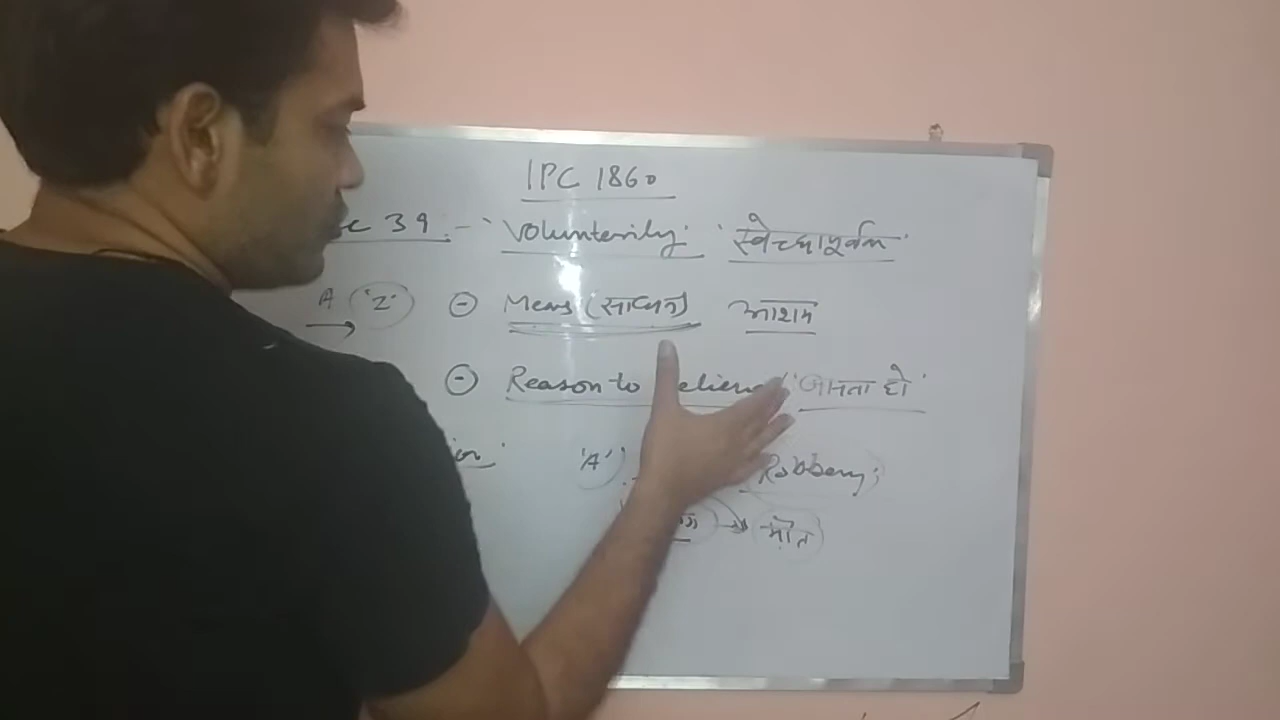 IPC 1860
39 :- 'Volunterily' 'स्वेच्छापूर्वक'
A 'Z' Means (साधन) आशय
Reason to / 'जानता हो'
'A' Robbery;
→ मौत